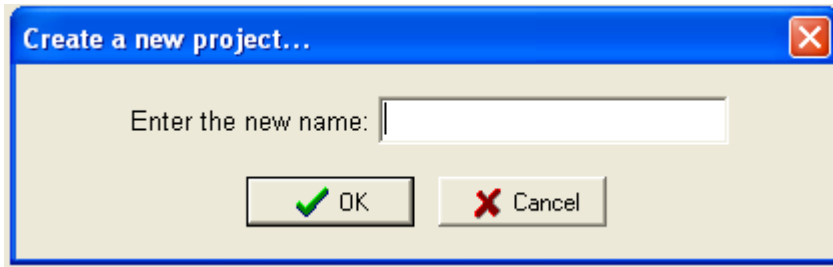 Create a new project...
Enter the new name:
OK Cancel